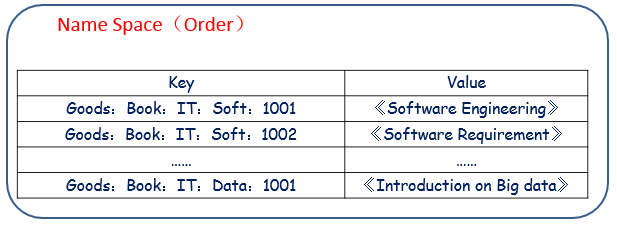 Name Space（Order）
Key Value
Goods：Book：IT：Soft：1001 《Software Engineering》
Goods：Book：IT：Soft：1002 《Software Requirement》
…… ……
Goods：Book：IT：Data：1001 《Introduction on Big data》